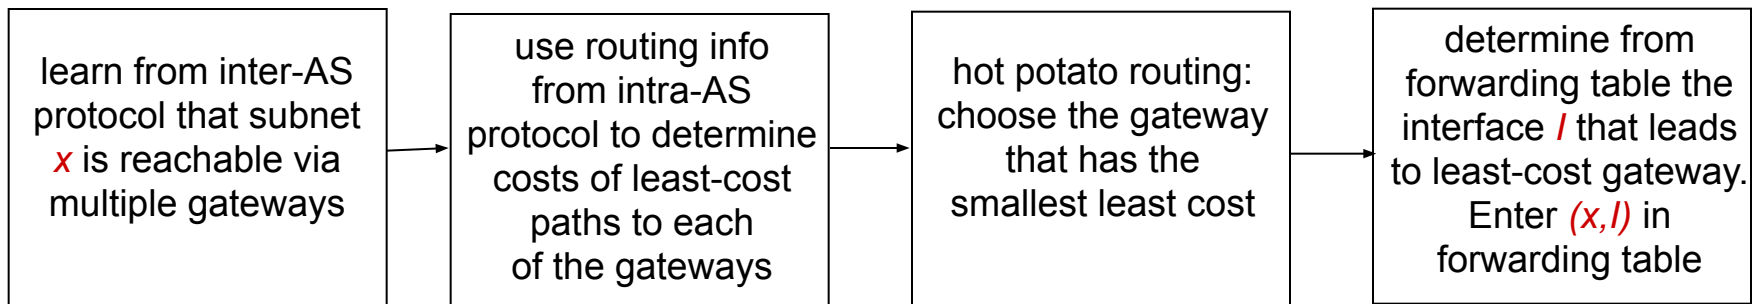 learn from inter-AS
protocol that subnet
x is reachable via
multiple gateways
use routing info
from intra-AS
protocol to determine
costs of least-cost
paths to each
of the gateways
hot potato routing:
choose the gateway
that has the
smallest least cost
determine from
forwarding table the
interface I that leads
to least-cost gateway.
Enter (x,I) in
forwarding table